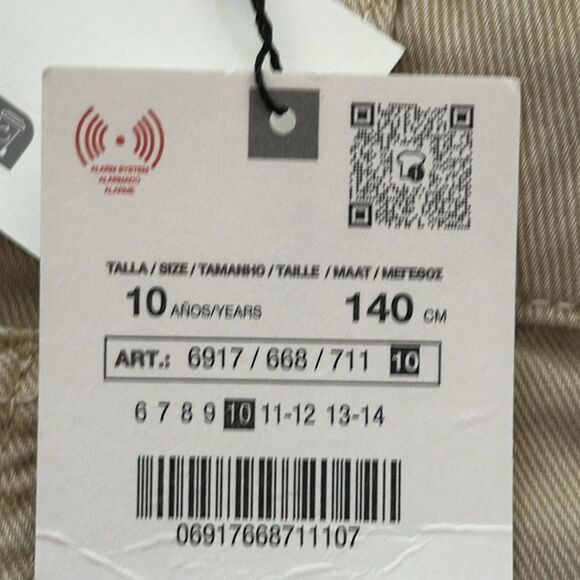 ALARM SYSTEM
ALARMADO
ALARME
TALLA / SIZE / TAMANHO / TAILLE / MAAT / ΜΕΓΕΘΟΣ
10 AÑOS/YEARS 140 CM
ART.: 6917 / 668 / 711 10
6 7 8 9 10 11-12 13-14
06917668711107